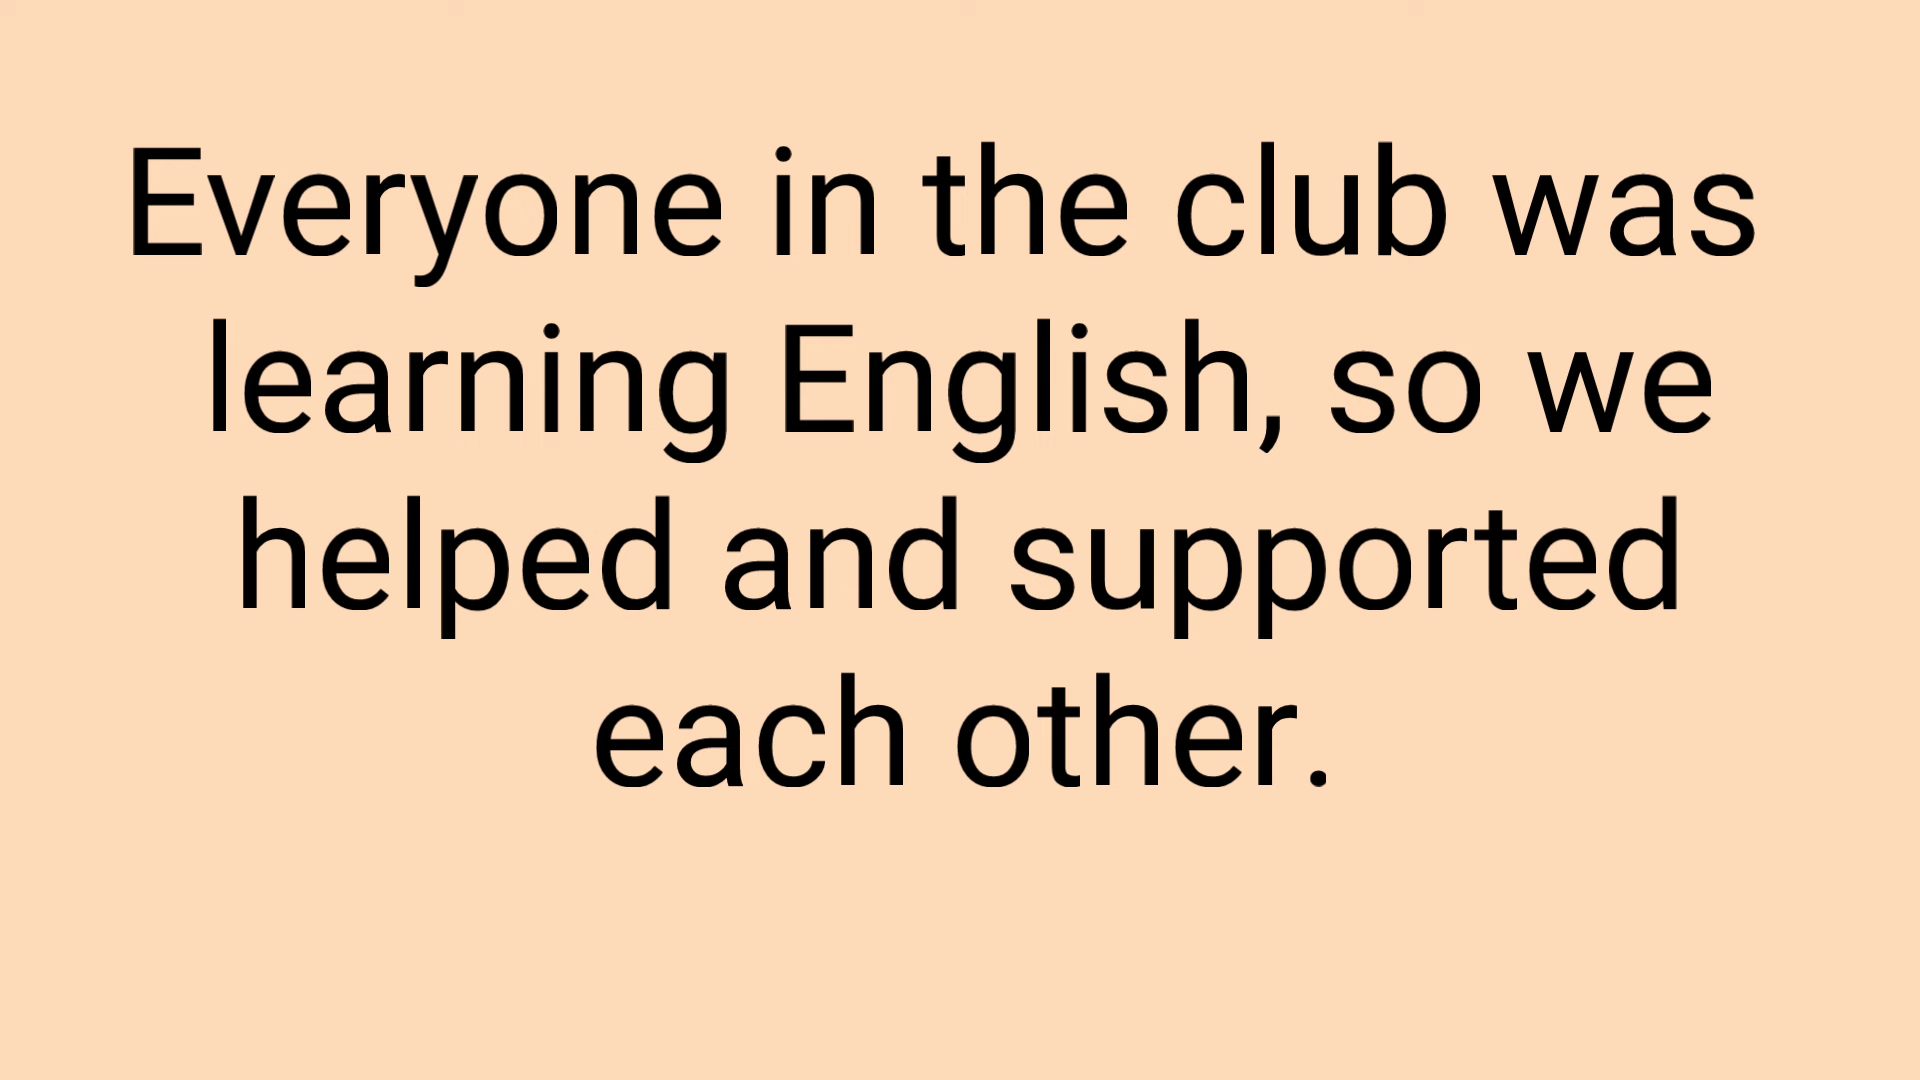 Everyone in the club was
learning English, so we
helped and supported
each other.